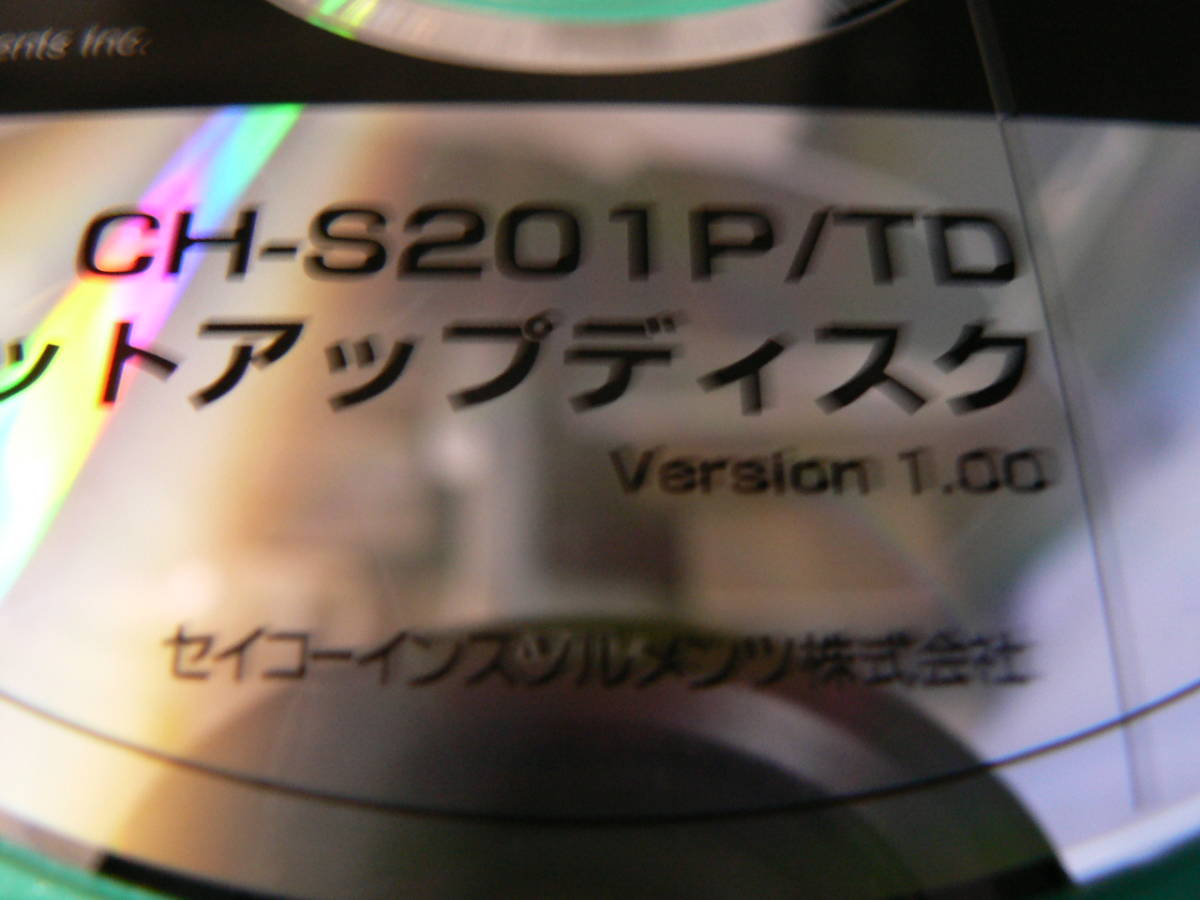 ents Inc.
CH-S201P/TD
ットアップディスク
Version 1.00
セイコーインスツルメンツ株式会社